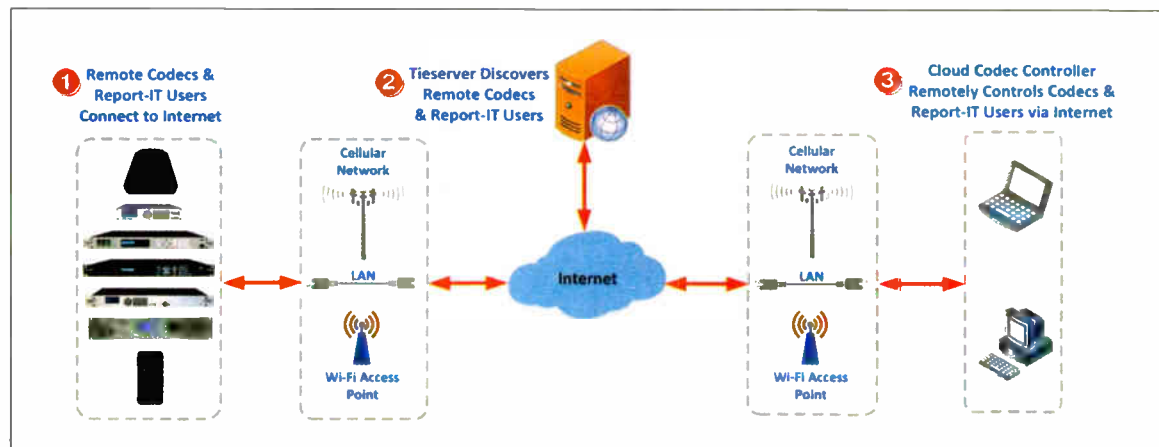 1
Remote Codecs &
Report-IT Users
Connect to Internet
2
Tieserver Discovers
Remote Codecs
& Report-IT Users
3
Cloud Codec Controller
Remotely Controls Codecs &
Report-IT Users via Internet
Cellular
Network
LAN
Wi-Fi Access
Point
Internet
Cellular
Network
LAN
Wi-Fi Access
Point